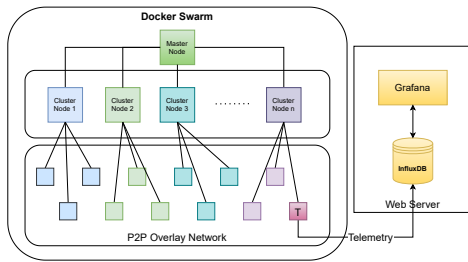 Docker Swarm
Master
Node
Cluster
Node 1
Cluster
Node 2
Cluster
Node 3
........
Cluster
Node n
T
P2P Overlay Network
Telemetry
Grafana
InfluxDB
Web Server